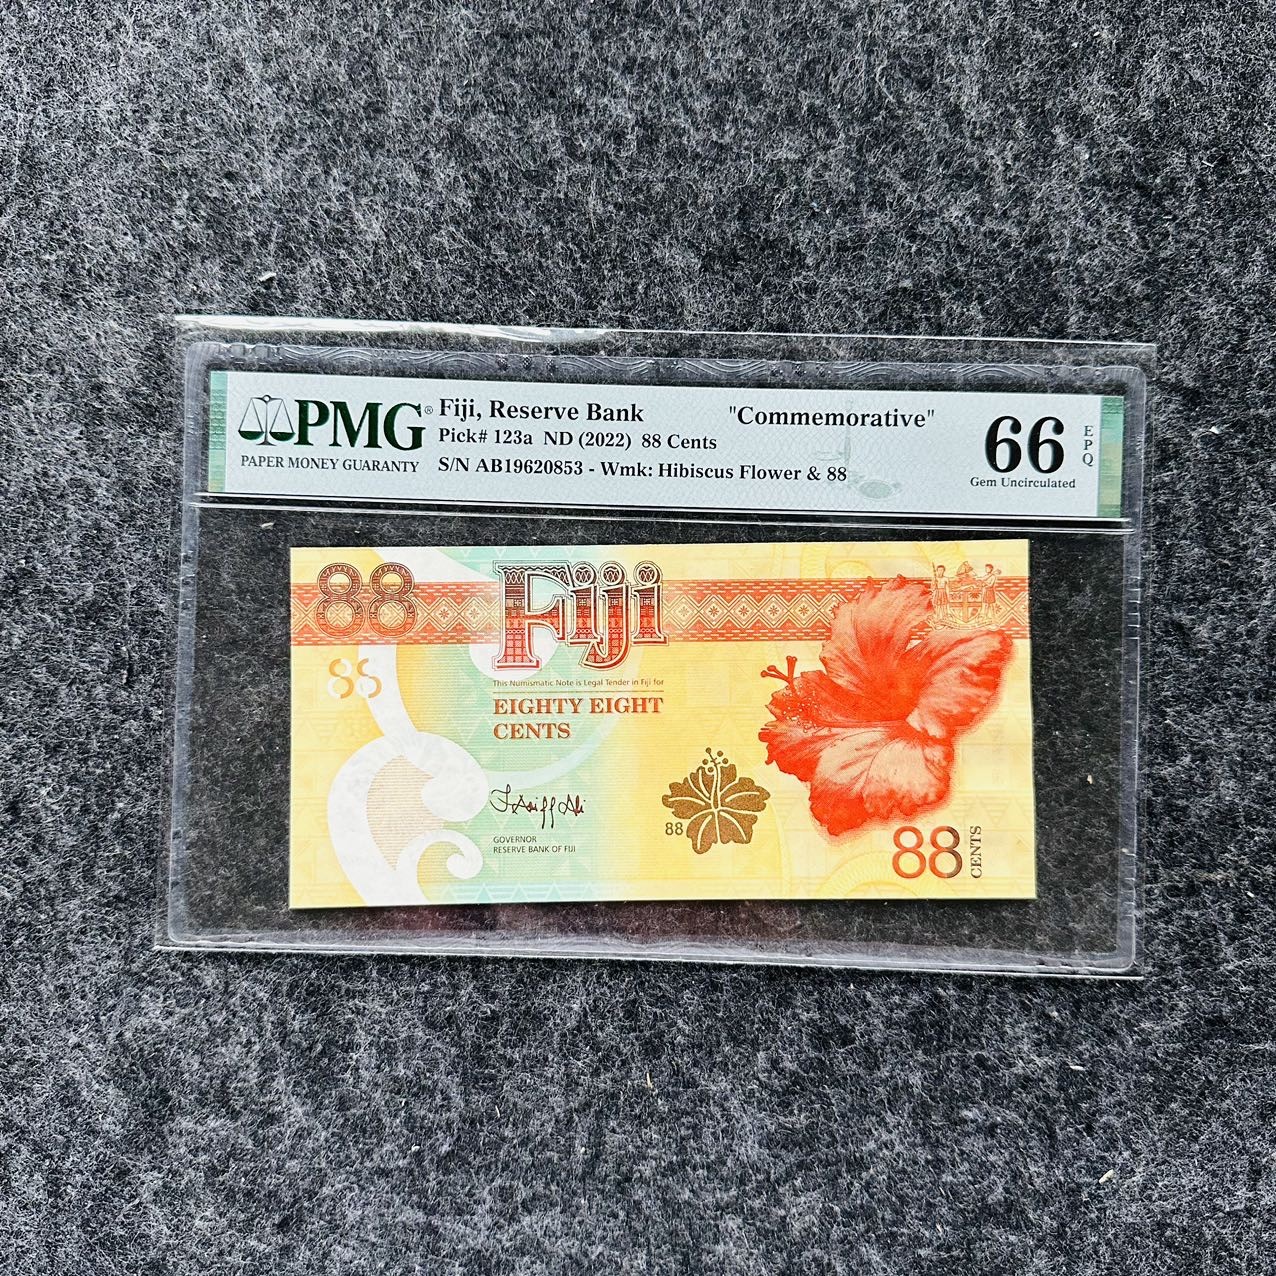 PMG®
PAPER MONEY GUARANTY
Fiji, Reserve Bank "Commemorative"
Pick# 123a ND (2022) 88 Cents
S/N AB19620853 - Wmk: Hibiscus Flower & 88
66
EPQ
Gem Uncirculated
88
Fiji
88
This Numismatic Note is Legal Tender in Fiji for
EIGHTY EIGHT
CENTS
GOVERNOR
RESERVE BANK OF FIJI
88
88
CENTS